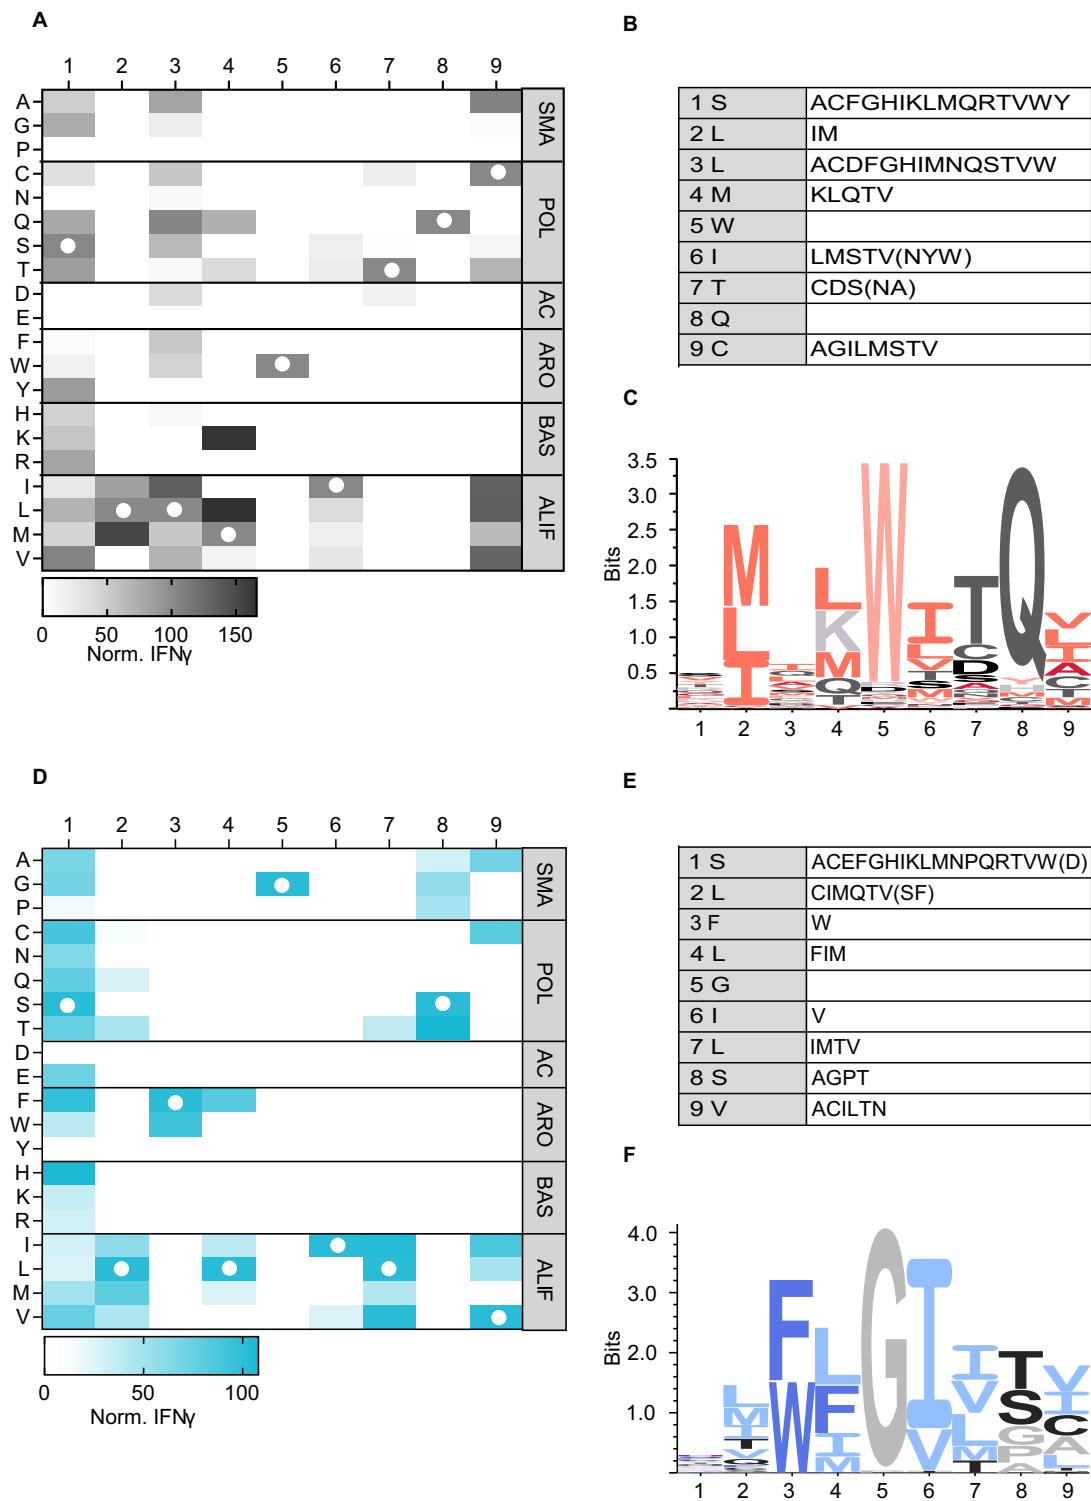 A
1 2 3 4 5 6 7 8 9
A
G
P
SMA
C
N
Q
S
T
POL
D
E
AC
F
W
Y
ARO
H
K
R
BAS
I
L
M
V
ALIF
0 50 100 150
Norm. IFNγ
B
1 S ACFGHIKLMQRTVWY
2 L IM
3 L ACDFGHIMNQSTVW
4 M KLQTV
5 W
6 I LMSTV(NYW)
7 T CDS(NA)
8 Q
9 C AGILMSTV
C
3.5
3.0
2.5
2.0
1.5
1.0
0.5
Bits
M L I
L K M Q T
W
I L V T S M
T C D S A N
Q
V L I A C T M
1 2 3 4 5 6 7 8 9
D
1 2 3 4 5 6 7 8 9
A
G
P
SMA
C
N
Q
S
T
POL
D
E
AC
F
W
Y
ARO
H
K
R
BAS
I
L
M
V
ALIF
0 50 100
Norm. IFNγ
E
1 S ACEFGHIKLMNPQRTVW(D)
2 L CIMQTV(SF)
3 F W
4 L FIM
5 G
6 I V
7 L IMTV
8 S AGPT
9 V ACILTN
F
4.0
3.0
2.0
1.0
Bits
L M I T V Q
F W
L F I M
G
I V
I V L M T
T S G P A
V I C A L T
1 2 3 4 5 6 7 8 9